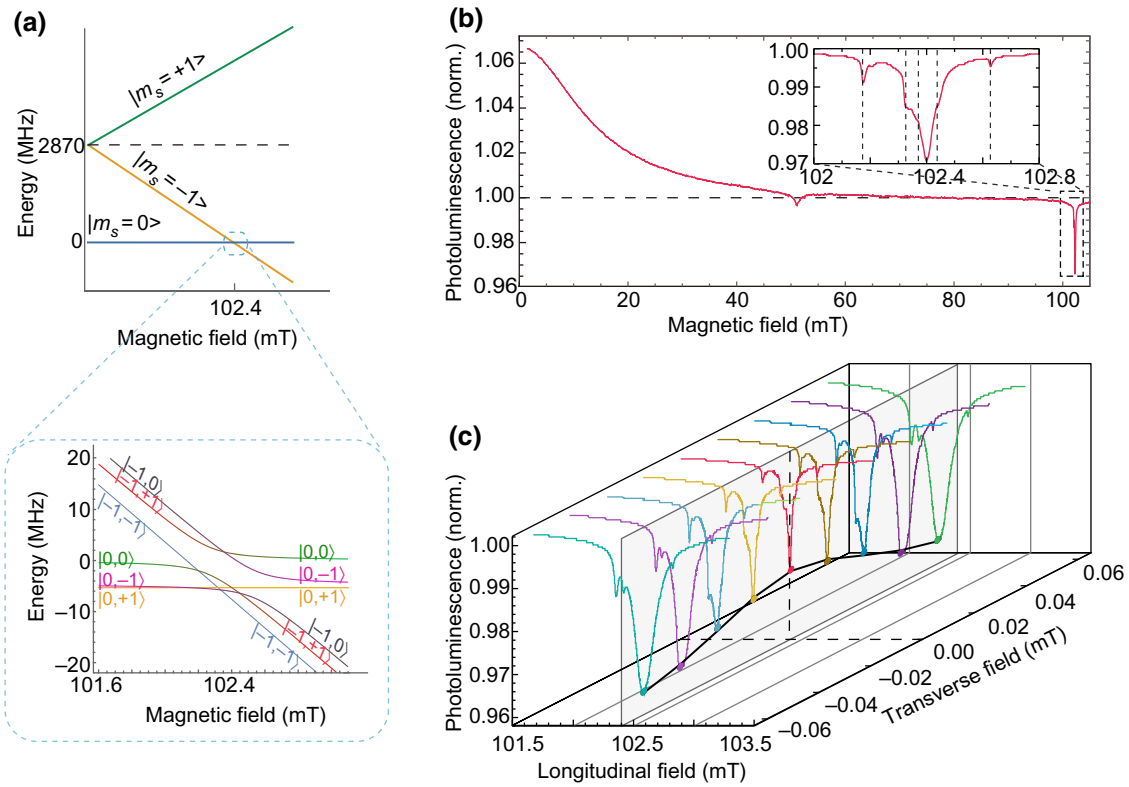 (a)
Energy (MHz)
2870
0
|mₛ = +1>
|mₛ = −1>
|mₛ = 0>
102.4
Magnetic field (mT)
Energy (MHz)
20
10
0
−10
−20
|−1,0⟩
|−1,+1⟩
|−1,−1⟩
|0,0⟩
|0,−1⟩
|0,+1⟩
|0,0⟩
|0,−1⟩
|0,+1⟩
|−1,0⟩
|−1,+1⟩
|−1,−1⟩
101.6 102.4
Magnetic field (mT)
(b)
Photoluminescence (norm.)
1.06
1.04
1.02
1.00
0.98
0.96
0 20 40 60 80 100
Magnetic field (mT)
1.00
0.99
0.98
0.97
102 102.4 102.8
(c)
Photoluminescence (norm.)
1.00
0.99
0.98
0.97
0.96
101.5 102.5 103.5
Longitudinal field (mT)
−0.06
−0.04
−0.02
0.00
0.02
0.04
0.06
Transverse field (mT)